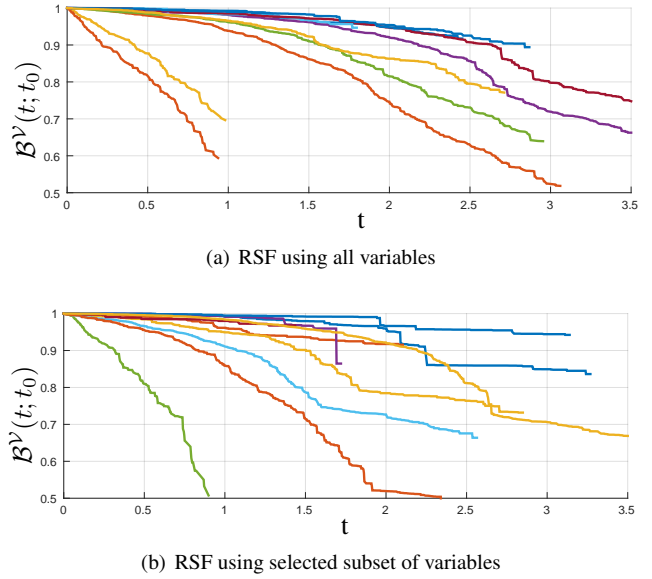 1
0.9
0.8
0.7
0.6
0.5
𝓑^𝒱(t; t₀)
0 0.5 1 1.5 2 2.5 3 3.5
t
(a) RSF using all variables
1
0.9
0.8
0.7
0.6
0.5
𝓑^𝒱(t; t₀)
0 0.5 1 1.5 2 2.5 3 3.5
t
(b) RSF using selected subset of variables